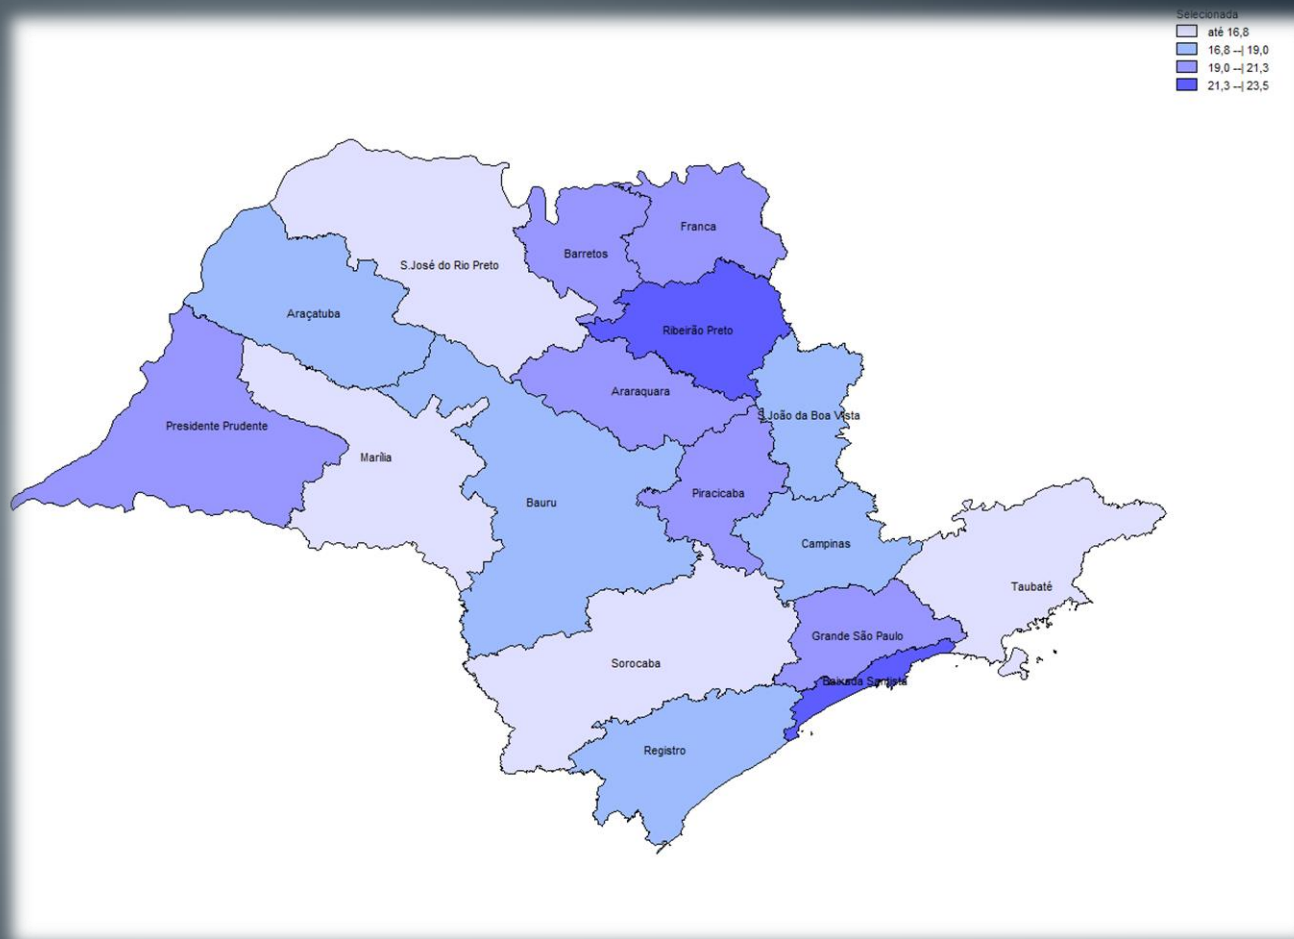 Selecionada
até 16,8
16,8 --| 19,0
19,0 --| 21,3
21,3 --| 23,5
Franca
Barretos
S.José do Rio Preto
Araçatuba
Ribeirão Preto
Araraquara
S.João da Boa Vista
Presidente Prudente
Marília
Piracicaba
Bauru
Campinas
Taubaté
Grande São Paulo
Sorocaba
Baixada Santista
Registro